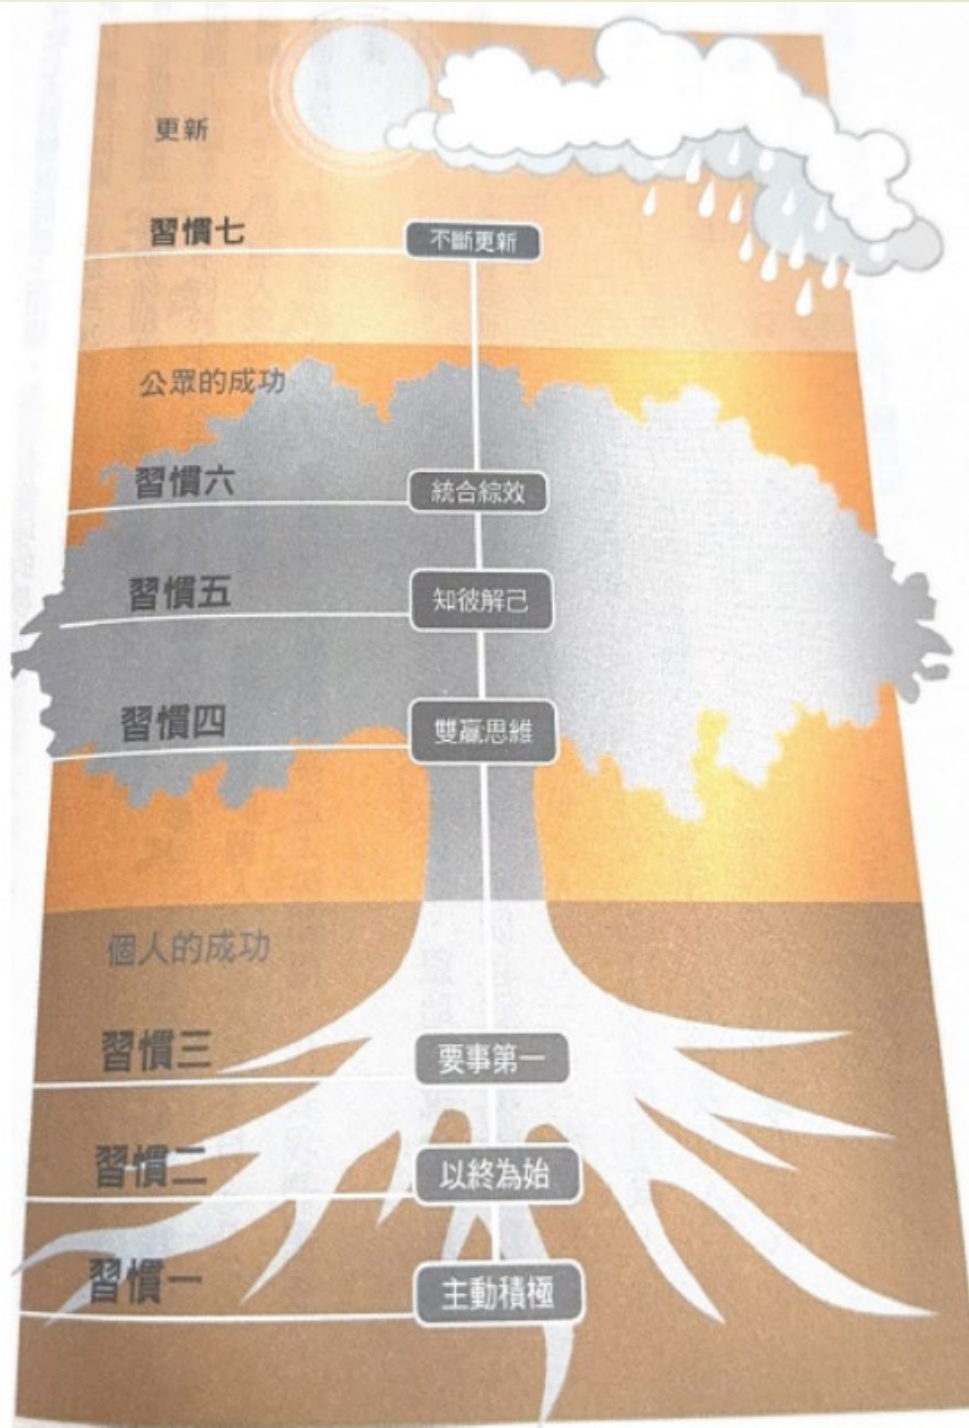 更新
習慣七
不斷更新
公眾的成功
習慣六
統合綜效
習慣五
知彼解己
習慣四
雙贏思維
個人的成功
習慣三
要事第一
習慣二
以終為始
習慣一
主動積極